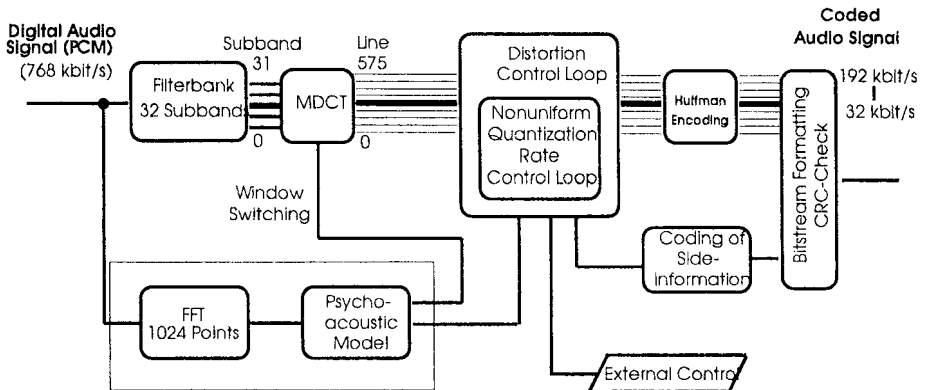 Digital Audio
Signal (PCM)
(768 kbit/s)
Filterbank
32 Subbands
Subband
31
0
MDCT
Line
575
0
Window
Switching
Distortion
Control Loop
Nonuniform
Quantization
Rate
Control Loop
Huffman
Encoding
Coded
Audio Signal
192 kbit/s
32 kbit/s
Bitstream Formatting
CRC-Check
Coding of
Side-
information
FFT
1024 Points
Psycho-
acoustic
Model
External Control